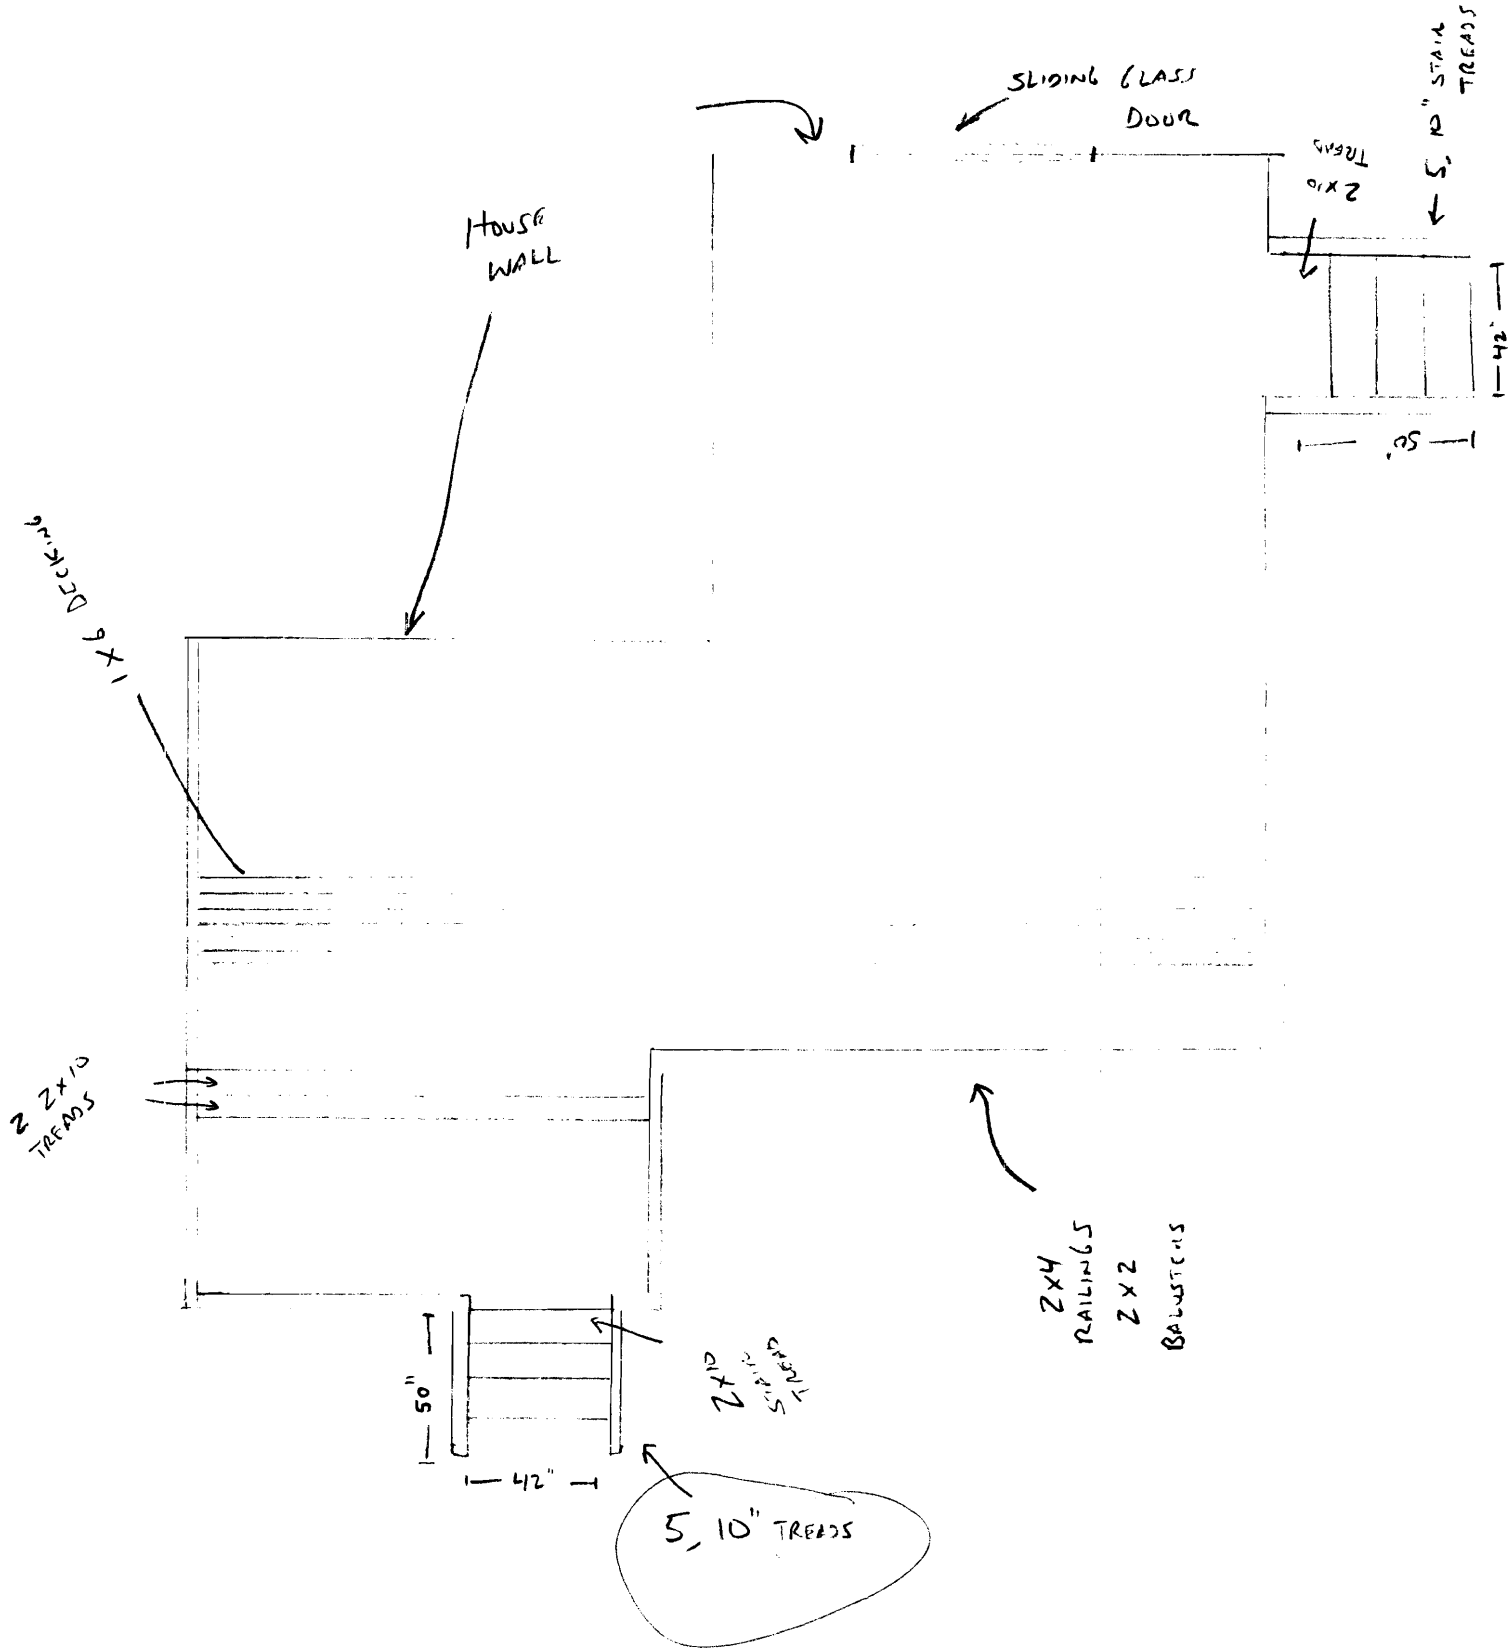 SLIDING GLASS
DOOR
5, 10" STAIR
TREADS
2X10
TREAD
42"
50"
HOUSE
WALL
1X6 DECKING
2 2X10
TREADS
2X4
RAILINGS
2X2
BALUSTERS
2X10
STAIR
TREAD
50"
42"
5, 10" TREADS